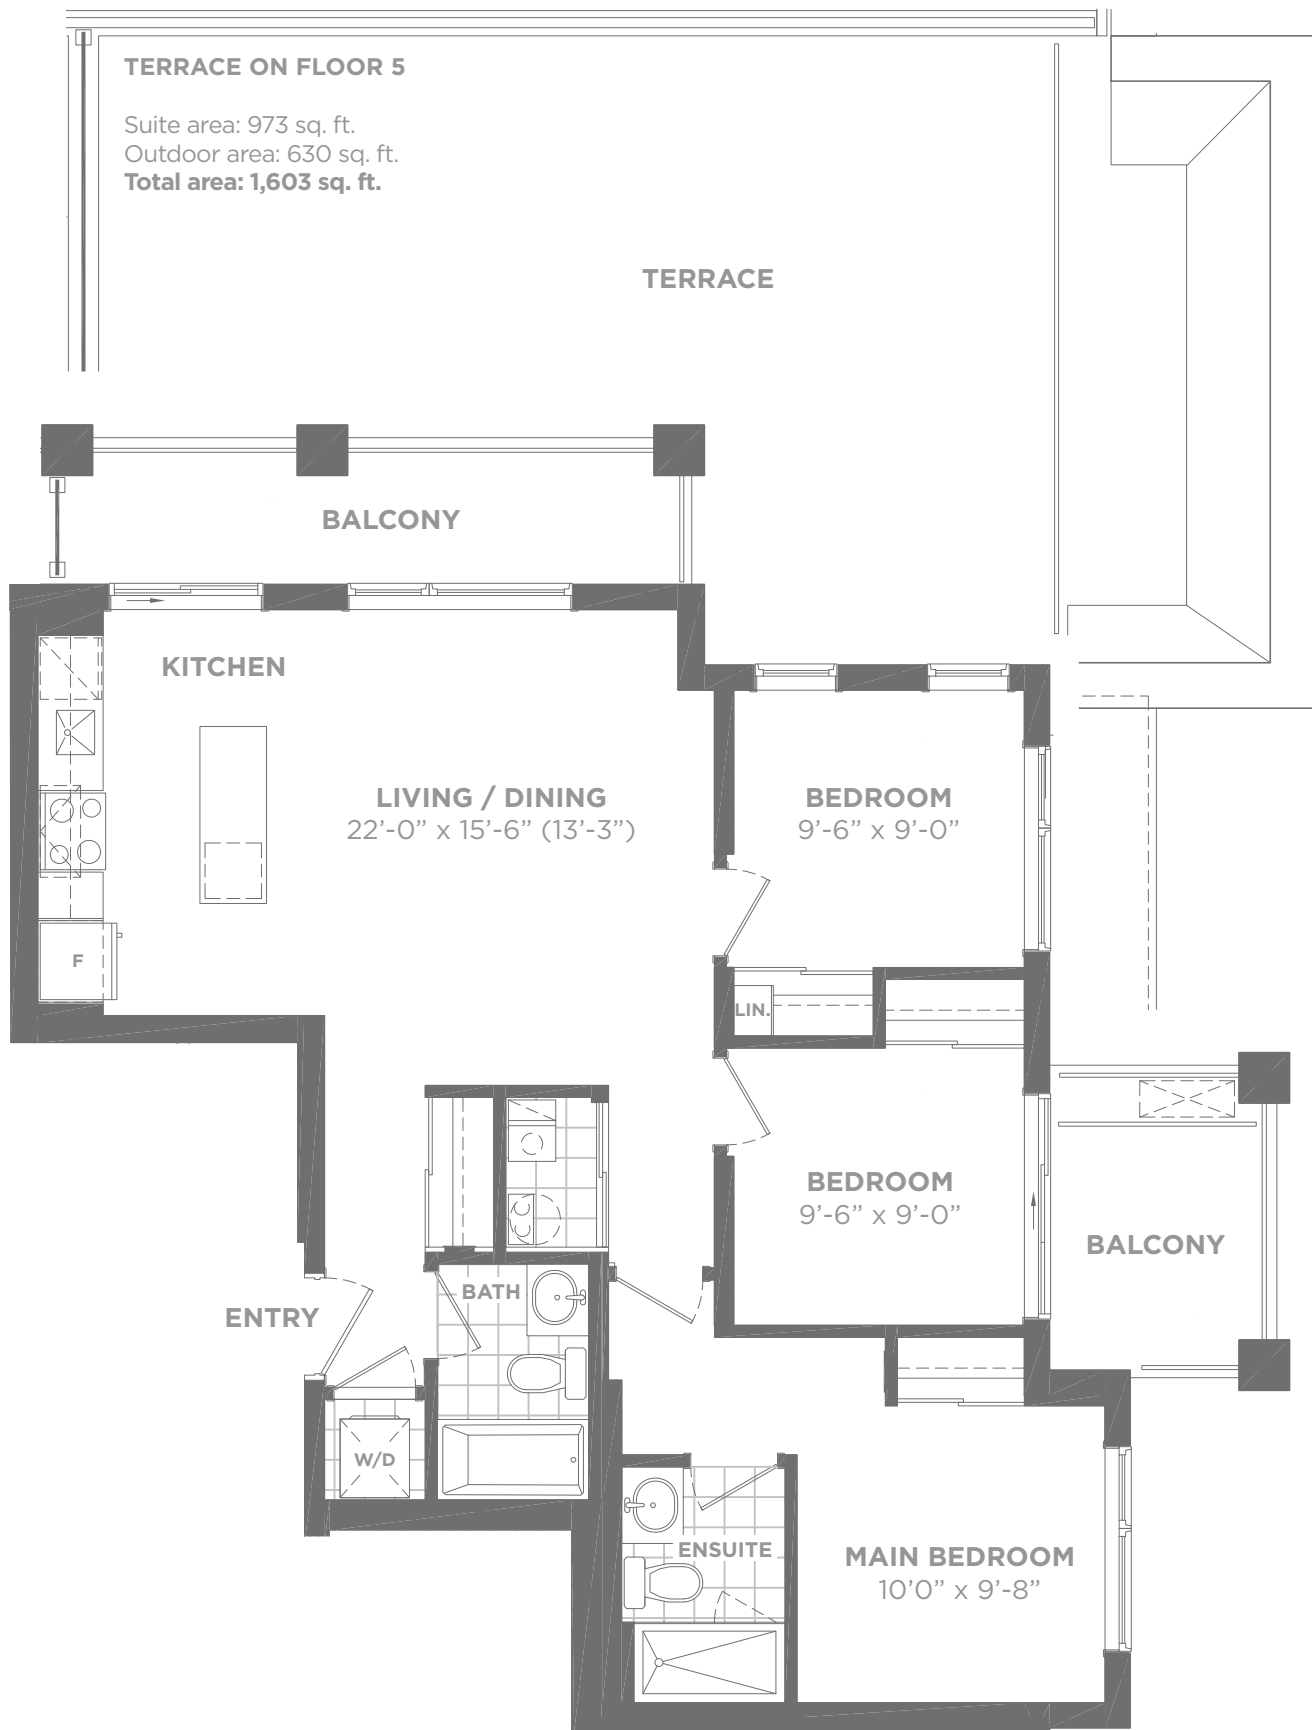 TERRACE ON FLOOR 5
Suite area: 973 sq. ft.
Outdoor area: 630 sq. ft.
Total area: 1,603 sq. ft.
TERRACE
BALCONY
KITCHEN
LIVING / DINING
22’-0” x 15’-6” (13’-3”)
BEDROOM
9’-6” x 9’-0”
F
LIN.
BEDROOM
9’-6” x 9’-0”
BALCONY
BATH
ENTRY
W/D
ENSUITE
MAIN BEDROOM
10’0” x 9’-8”